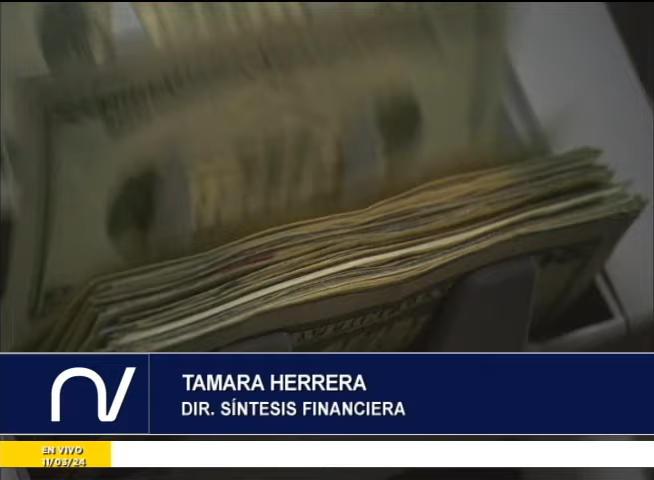 TAMARA HERRERA
DIR. SÍNTESIS FINANCIERA
EN VIVO
11/03/24